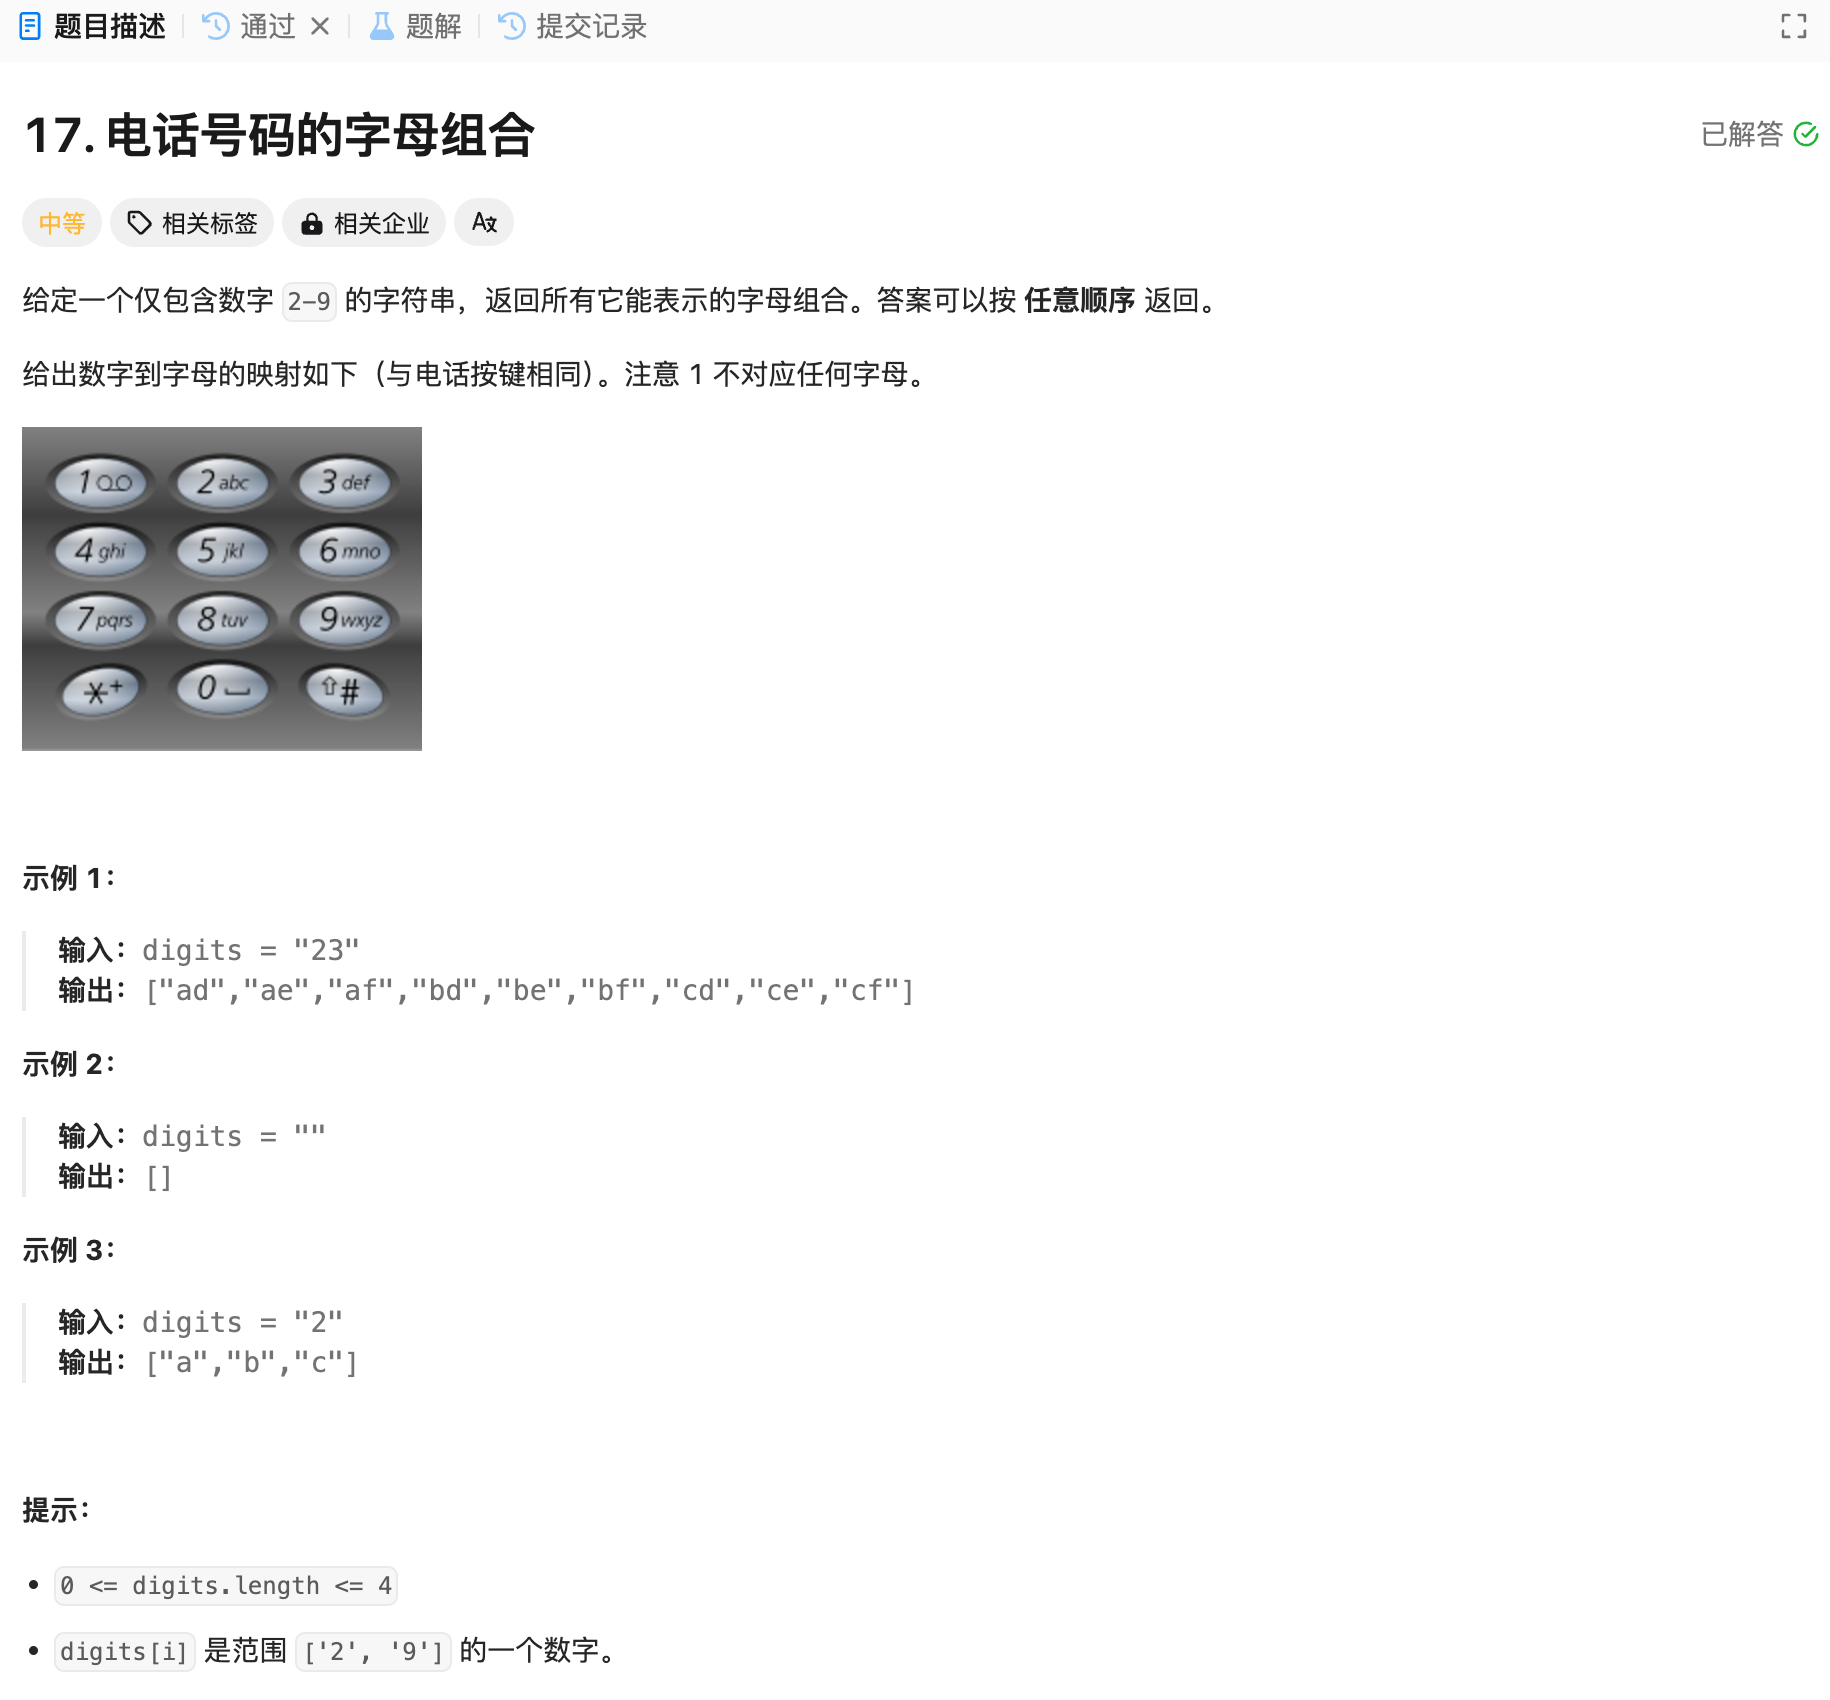 题目描述 通过 题解 提交记录
17. 电话号码的字母组合
已解答
中等 相关标签 相关企业
给定一个仅包含数字 2-9 的字符串，返回所有它能表示的字母组合。答案可以按 任意顺序 返回。
给出数字到字母的映射如下（与电话按键相同）。注意 1 不对应任何字母。
1 2 abc 3 def
4 ghi 5 jkl 6 mno
7 pqrs 8 tuv 9 wxyz
*+ 0 #
示例 1：
输入：digits = "23"
输出：["ad","ae","af","bd","be","bf","cd","ce","cf"]
示例 2：
输入：digits = ""
输出：[]
示例 3：
输入：digits = "2"
输出：["a","b","c"]
提示：
• 0 <= digits.length <= 4
• digits[i] 是范围 ['2', '9'] 的一个数字。